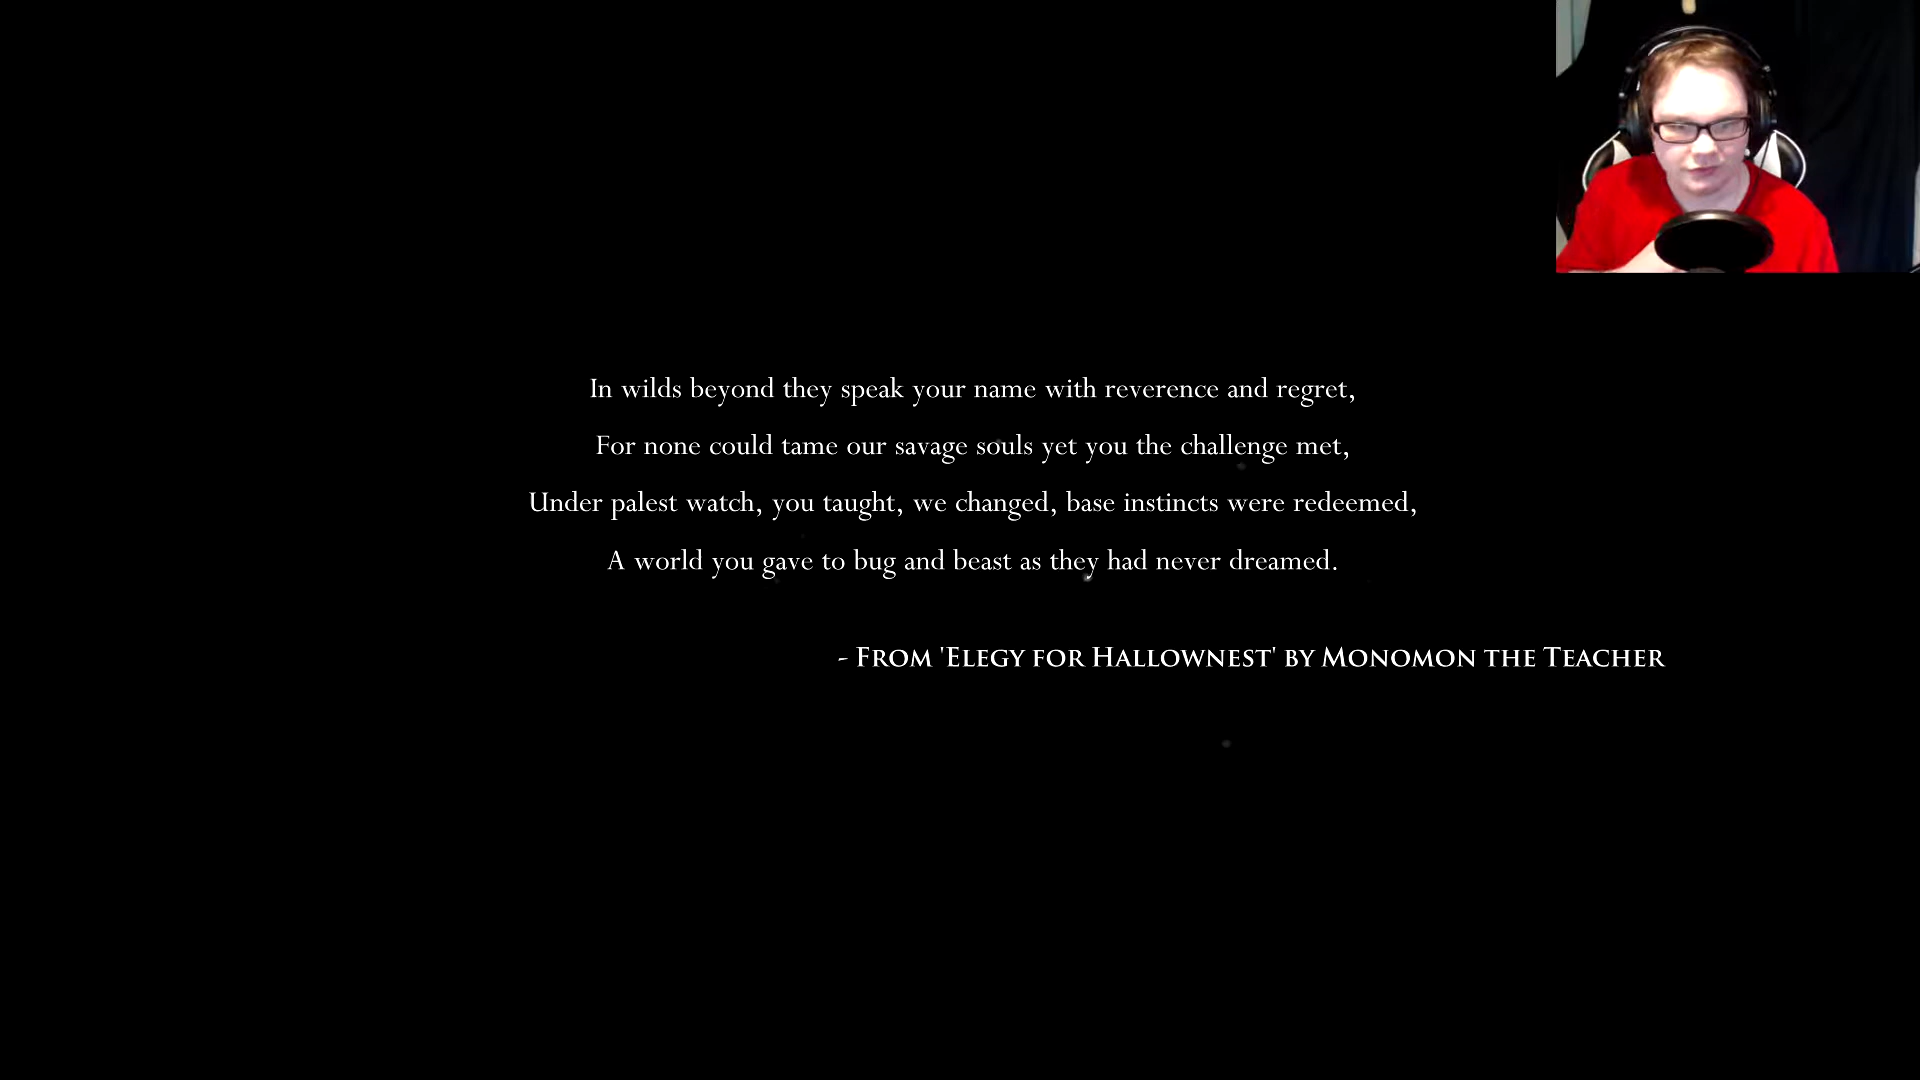 In wilds beyond they speak your name with reverence and regret,
For none could tame our savage souls yet you the challenge met,
Under palest watch, you taught, we changed, base instincts were redeemed,
A world you gave to bug and beast as they had never dreamed.
- From 'Elegy for Hallownest' by Monomon the Teacher